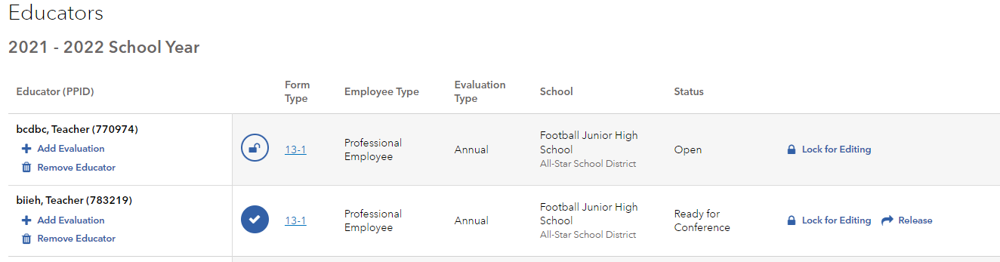 Educators
2021 - 2022 School Year
Educator (PPID)
Form
Type
Employee Type
Evaluation
Type
School
Status
bcdbc, Teacher (770974)
Add Evaluation
Remove Educator
13-1
Professional
Employee
Annual
Football Junior High
School
All-Star School District
Open
Lock for Editing
biieh, Teacher (783219)
Add Evaluation
Remove Educator
13-1
Professional
Employee
Annual
Football Junior High
School
All-Star School District
Ready for
Conference
Lock for Editing
Release